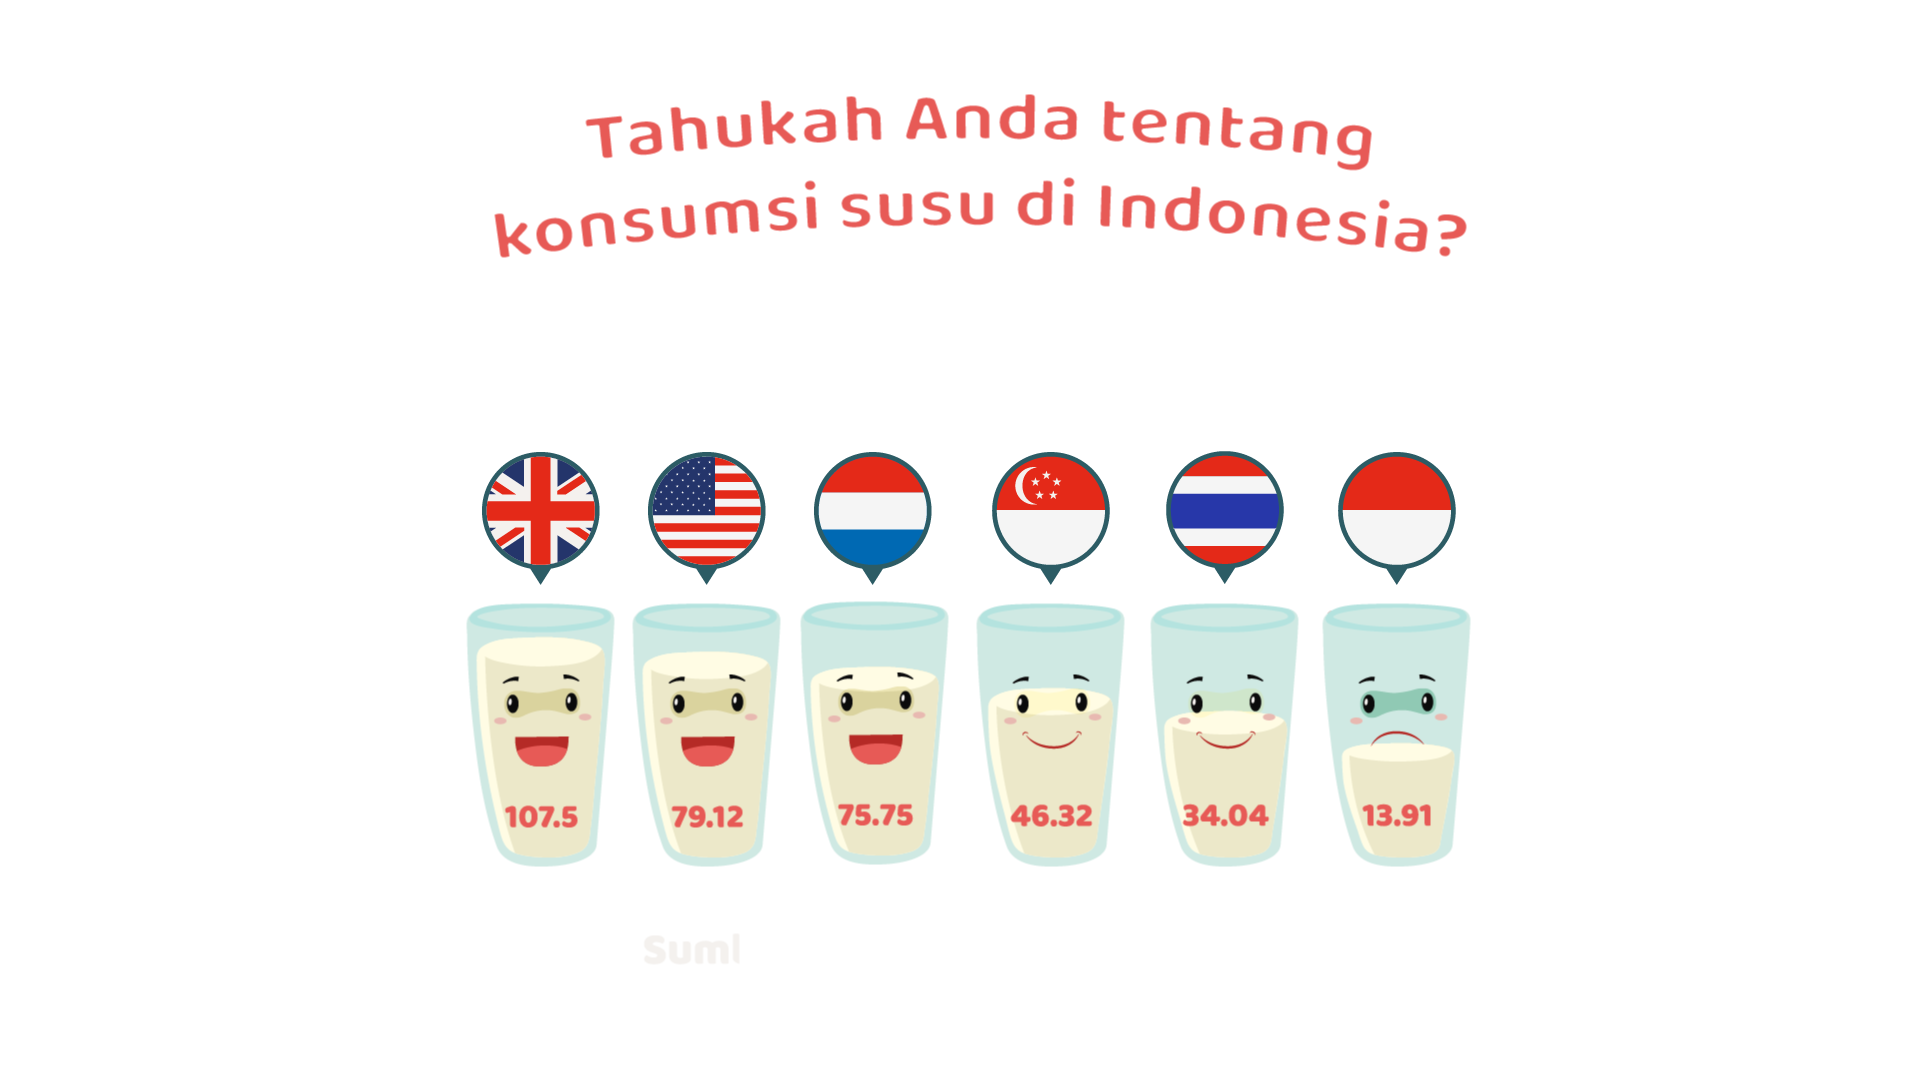 Tahukah Anda tentang
konsumsi susu di Indonesia?
107.5 79.12 75.75 46.32 34.04 13.91